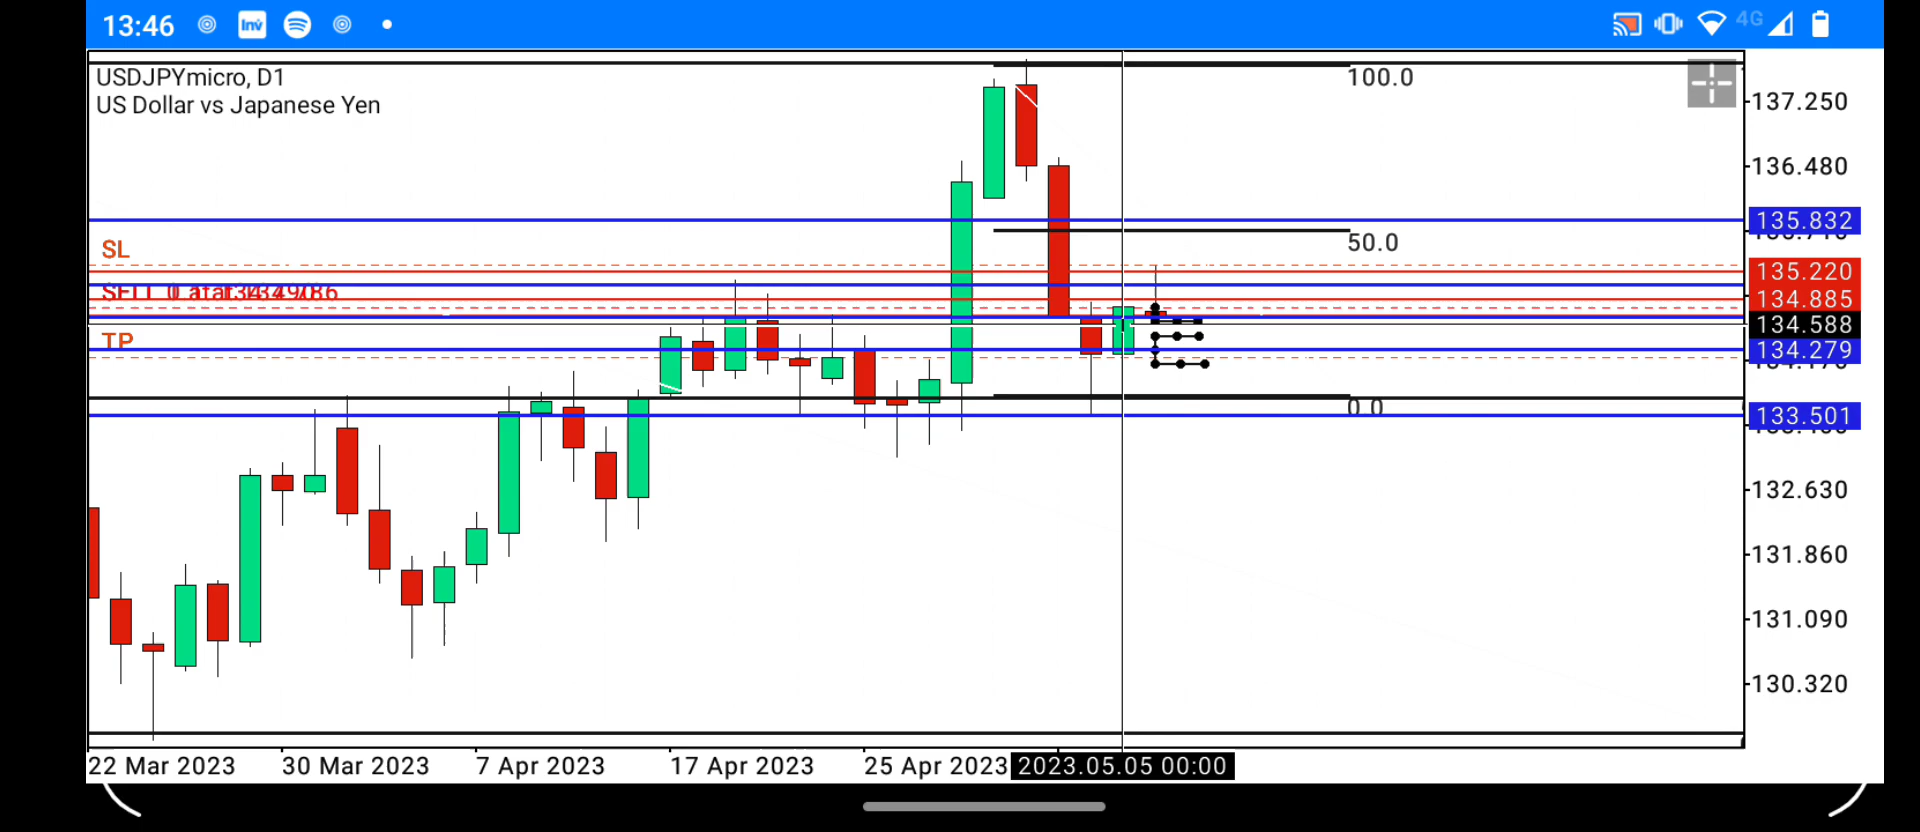 13:46
Inv
4G
USDJPYmicro, D1
US Dollar vs Japanese Yen
100.0
137.250
136.480
135.832
50.0
SL
135.220
134.885
SELL
134.588
TP
134.279
0 0
133.501
132.630
131.860
131.090
130.320
22 Mar 2023
30 Mar 2023
7 Apr 2023
17 Apr 2023
25 Apr 2023
2023.05.05 00:00